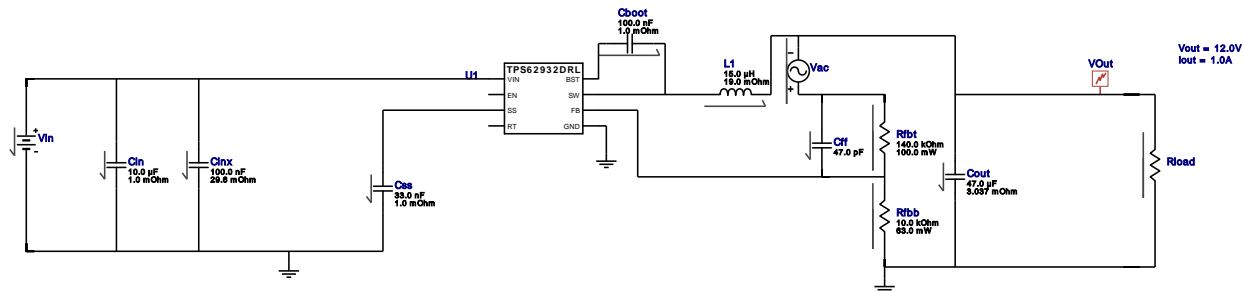 Cboot
100.0 nF
1.0 mOhm
Vout = 12.0V
Iout = 1.0A
U1
TPS62932DRL
VIN
BST
EN
SW
SS
FB
RT
GND
L1
15.0 µH
19.0 mOhm
Vac
VOut
Vin
Cin
10.0 µF
1.0 mOhm
Cinx
100.0 nF
29.6 mOhm
Css
33.0 nF
1.0 mOhm
Cff
47.0 pF
Rfbt
140.0 kOhm
100.0 mW
Rfbb
10.0 kOhm
63.0 mW
Cout
47.0 µF
3.037 mOhm
Rload